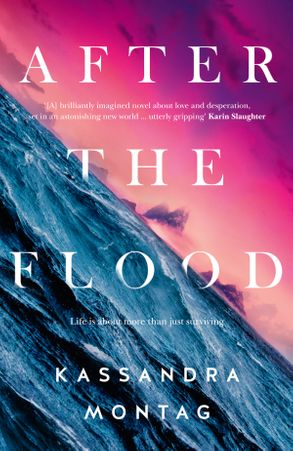 AFTER
‘[A] brilliantly imagined novel about love and desperation,
set in an astonishing new world ... utterly gripping’ Karin Slaughter
THE
FLOOD
Life is about more than just surviving
KASSANDRA
MONTAG